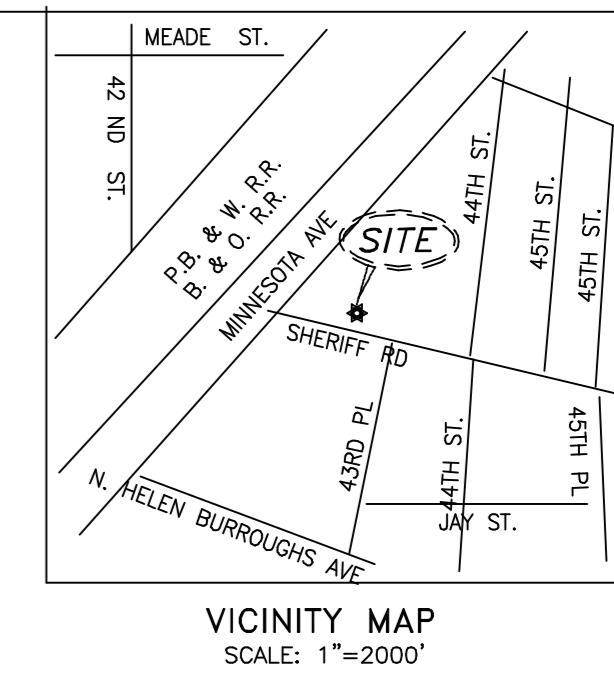 MEADE ST.
42 ND ST.
P.B. & W. R.R.
B. & O. R.R.
MINNESOTA AVE
SITE
44TH ST.
45TH ST.
45TH ST.
SHERIFF RD
43RD PL
44TH ST.
45TH PL
JAY ST.
N. HELEN BURROUGHS AVE
VICINITY MAP
SCALE: 1"=2000'